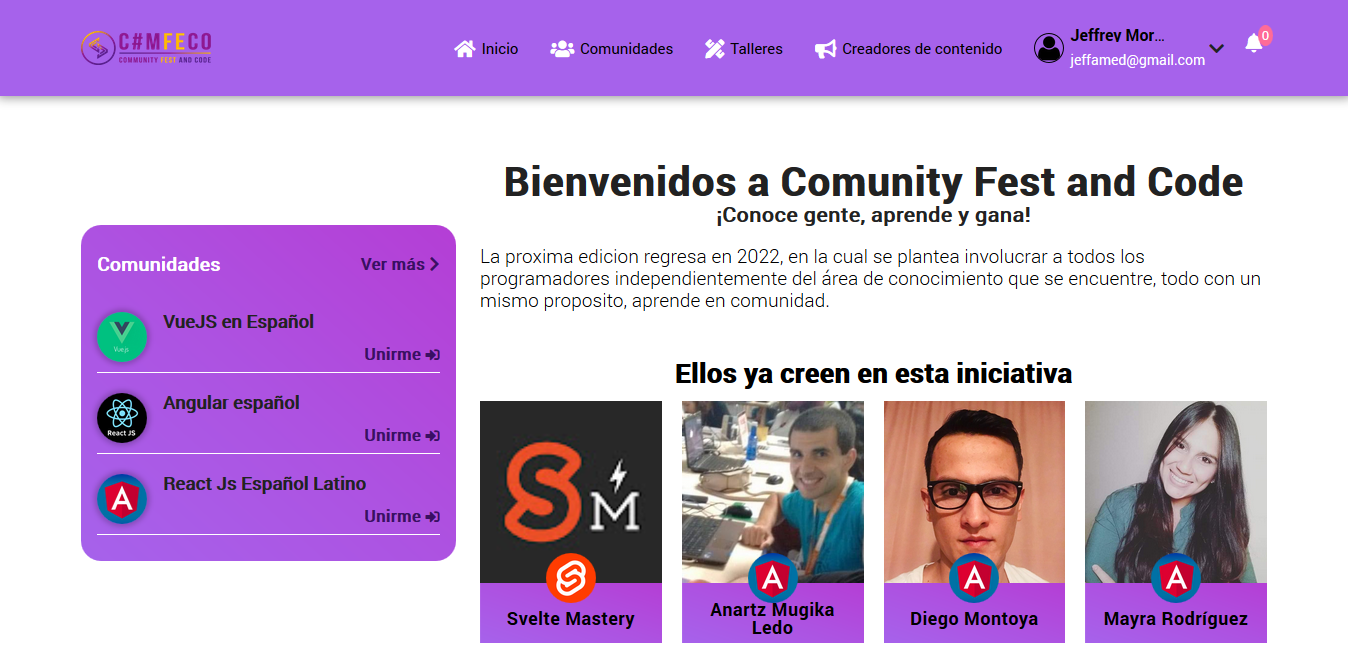 C#MFECO
COMMUNITY FEST AND CODE
Inicio
Comunidades
Talleres
Creadores de contenido
Jeffrey Mor...
jeffamed@gmail.com
0
Bienvenidos a Comunity Fest and Code
¡Conoce gente, aprende y gana!
La proxima edicion regresa en 2022, en la cual se plantea involucrar a todos los
programadores independientemente del área de conocimiento que se encuentre, todo con un
mismo proposito, aprende en comunidad.
Comunidades
Ver más
Vuejs
VueJS en Español
Unirme
React JS
Angular español
Unirme
A
React Js Español Latino
Unirme
Ellos ya creen en esta iniciativa
SM
Svelte Mastery
A
Anartz Mugika
Ledo
A
Diego Montoya
A
Mayra Rodríguez